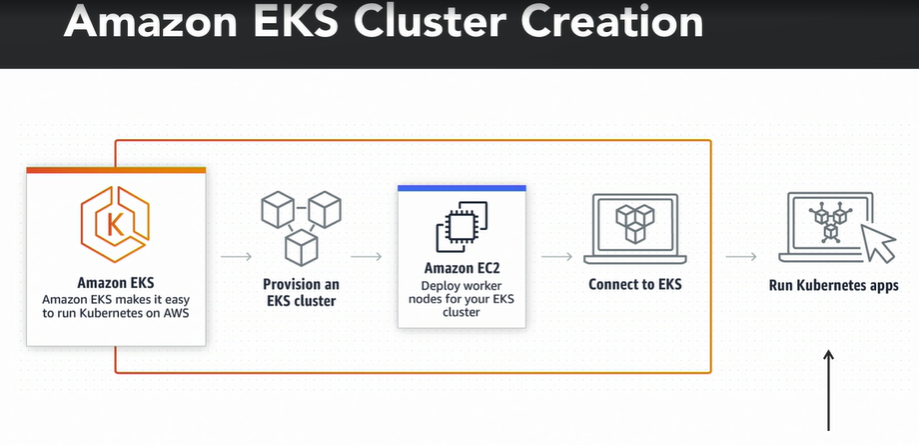 Amazon EKS Cluster Creation
K
Amazon EKS
Amazon EKS makes it easy
to run Kubernetes on AWS
Provision an
EKS cluster
Amazon EC2
Deploy worker
nodes for your EKS
cluster
Connect to EKS
Run Kubernetes apps